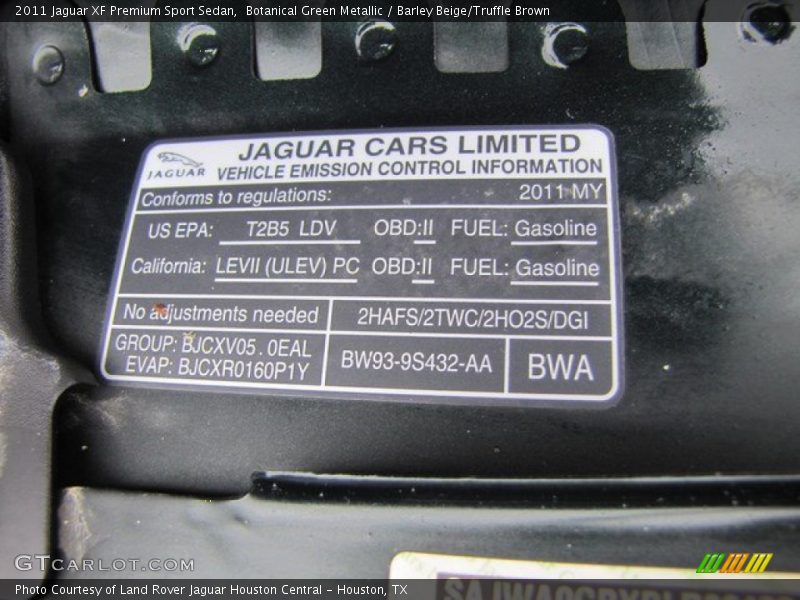 2011 Jaguar XF Premium Sport Sedan,  Botanical Green Metallic / Barley Beige/Truffle Brown
JAGUAR
JAGUAR CARS LIMITED
VEHICLE EMISSION CONTROL INFORMATION
Conforms to regulations: 2011 MY
US EPA: T2B5 LDV OBD:II FUEL: Gasoline
California: LEVII (ULEV) PC OBD:II FUEL: Gasoline
No adjustments needed 2HAFS/2TWC/2HO2S/DGI
GROUP: BJCXV05.0EAL
EVAP: BJCXR0160P1Y
BW93-9S432-AA BWA
GTCARLOT.COM
Photo Courtesy of Land Rover Jaguar Houston Central - Houston, TX